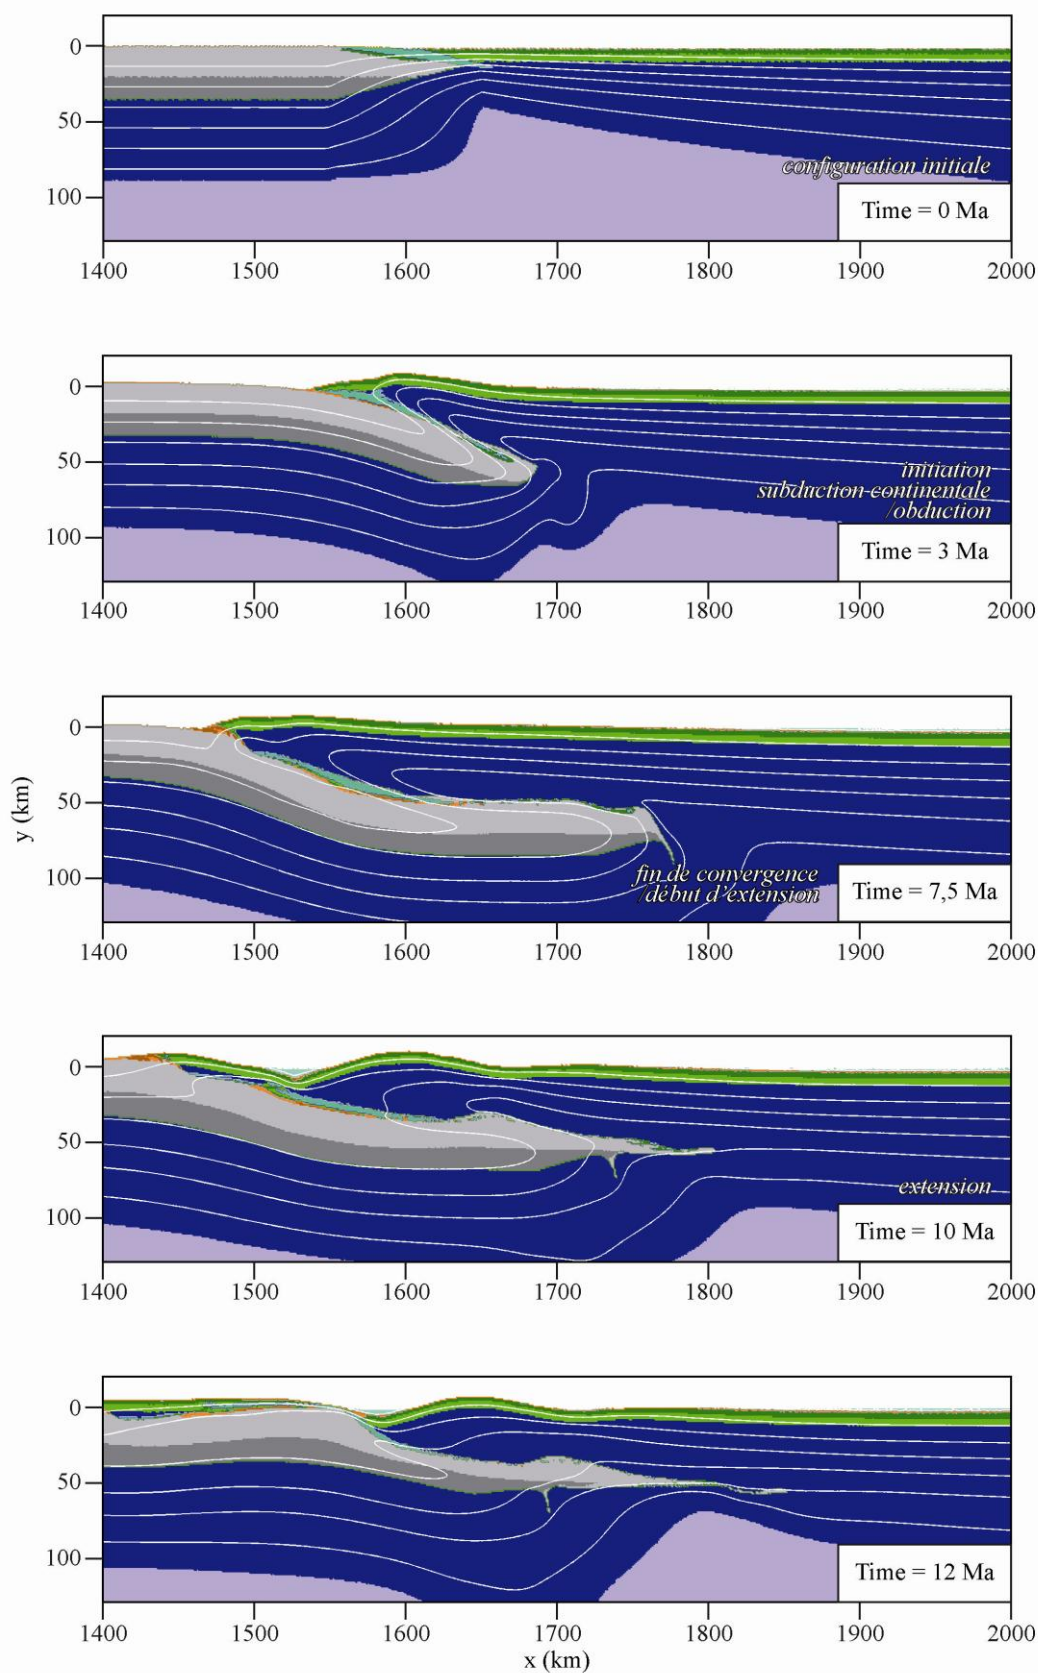 0
50
100
configuration initiale
Time = 0 Ma
1400 1500 1600 1700 1800 1900 2000
0
50
100
initiation
subduction continentale
/obduction
Time = 3 Ma
1400 1500 1600 1700 1800 1900 2000
y (km)
0
50
100
fin de convergence
/début d'extension
Time = 7,5 Ma
1400 1500 1600 1700 1800 1900 2000
0
50
100
extension
Time = 10 Ma
1400 1500 1600 1700 1800 1900 2000
0
50
100
Time = 12 Ma
1400 1500 1600 1700 1800 1900 2000
x (km)